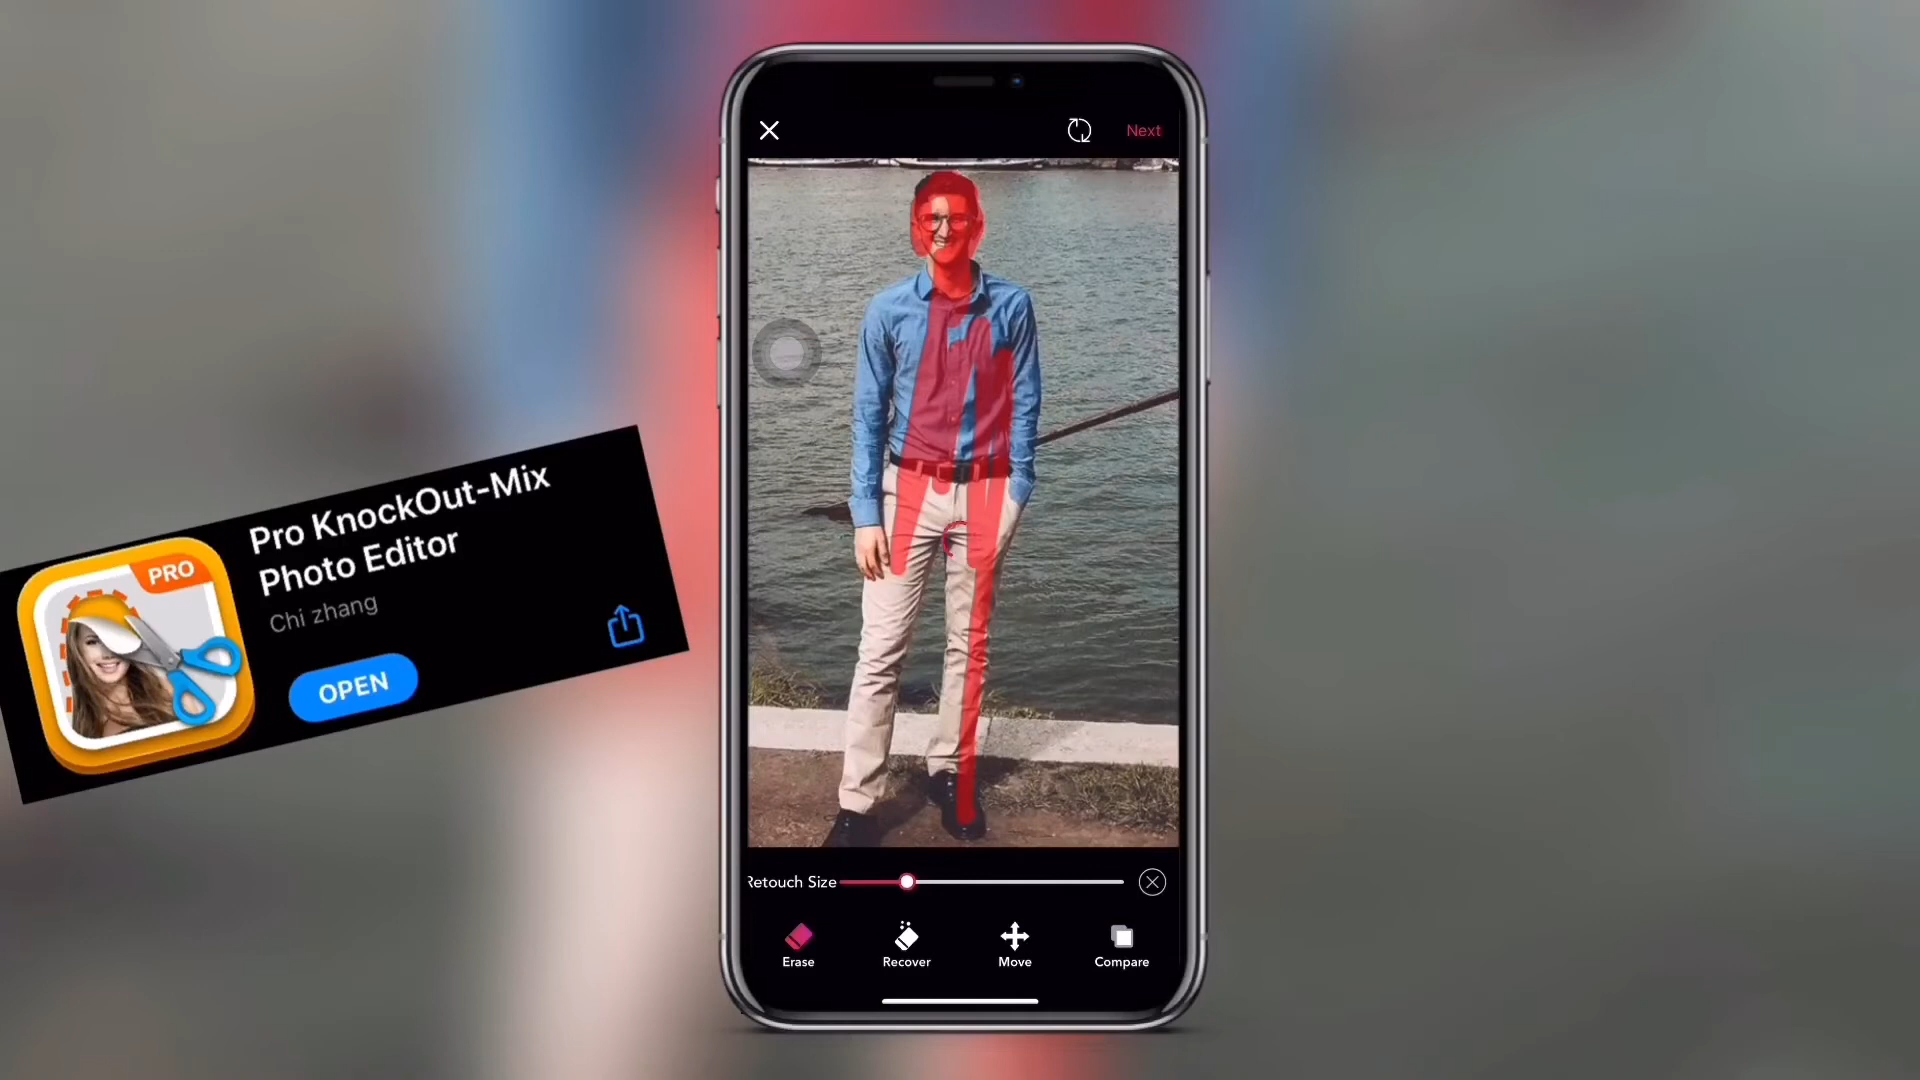 Next
Pro KnockOut-Mix
Photo Editor
Chi zhang
PRO
OPEN
Retouch Size
Erase
Recover
Move
Compare